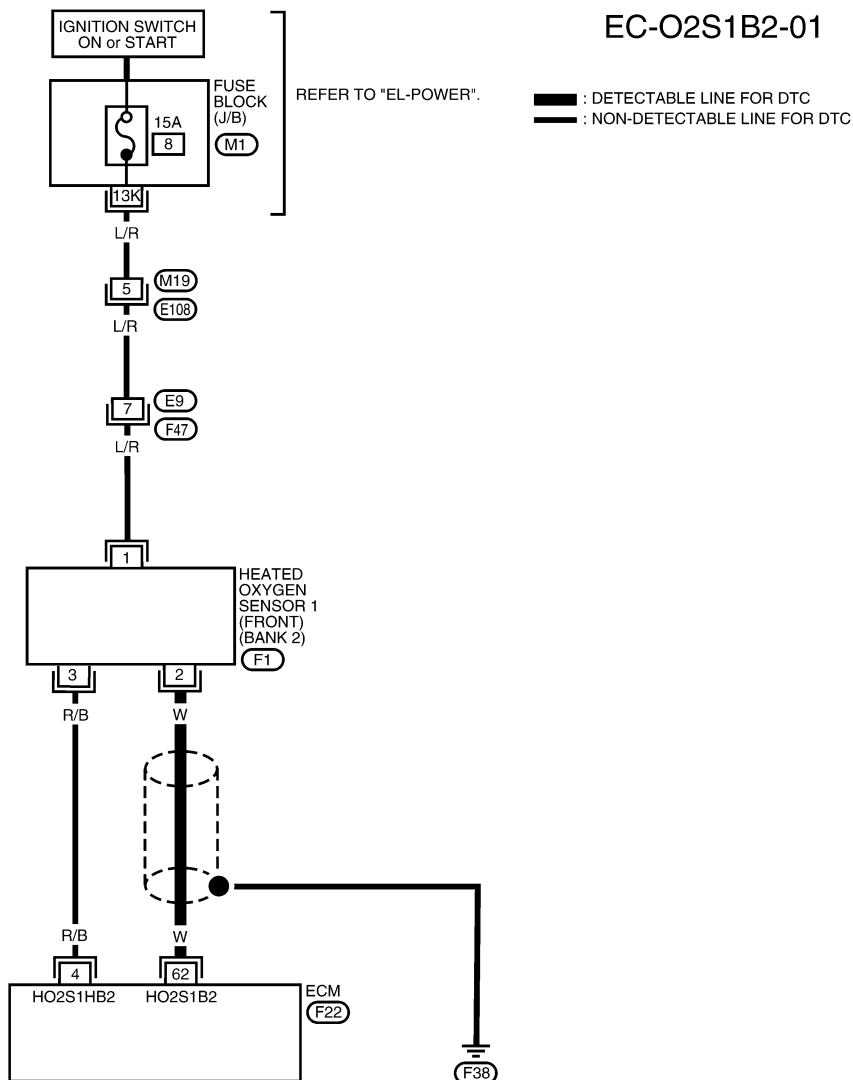 EC-O2S1B2-01
IGNITION SWITCH
ON or START
FUSE
BLOCK
(J/B)
M1
REFER TO "EL-POWER".
: DETECTABLE LINE FOR DTC
: NON-DETECTABLE LINE FOR DTC
15A
8
13K
L/R
5
M19
E108
L/R
7
E9
F47
L/R
1
HEATED
OXYGEN
SENSOR 1
(FRONT)
(BANK 2)
F1
3
2
R/B
W
R/B
W
4
62
HO2S1HB2
HO2S1B2
ECM
F22
F38